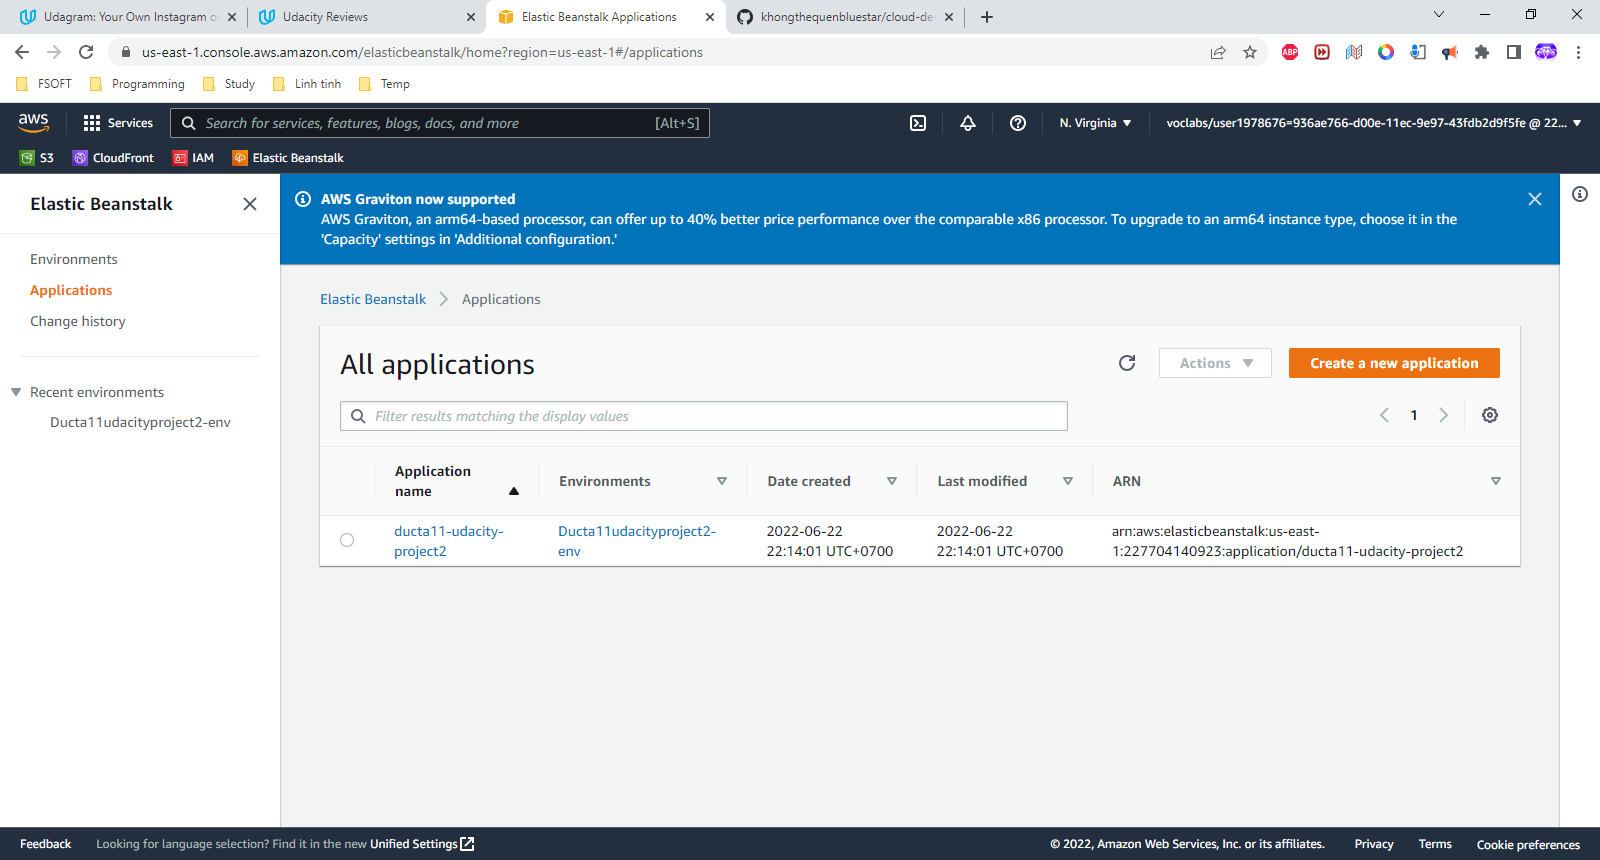 Udagram: Your Own Instagram o
Udacity Reviews
Elastic Beanstalk Applications
khongthequenbluestar/cloud-de
us-east-1.console.aws.amazon.com/elasticbeanstalk/home?region=us-east-1#/applications
ABP
FSOFT
Programming
Study
Linh tinh
Temp
aws
Services
Search for services, features, blogs, docs, and more
[Alt+S]
N. Virginia
voclabs/user1978676=936ae766-d00e-11ec-9e97-43fdb2d9f5fe @ 22...
S3
CloudFront
IAM
Elastic Beanstalk
Elastic Beanstalk
Environments
Applications
Change history
Recent environments
Ducta11udacityproject2-env
AWS Graviton now supported
AWS Graviton, an arm64-based processor, can offer up to 40% better price performance over the comparable x86 processor. To upgrade to an arm64 instance type, choose it in the
'Capacity' settings in 'Additional configuration.'
Elastic Beanstalk
Applications
All applications
Actions
Create a new application
Filter results matching the display values
1
Application
name
Environments
Date created
Last modified
ARN
ducta11-udacity-
project2
Ducta11udacityproject2-
env
2022-06-22
22:14:01 UTC+0700
2022-06-22
22:14:01 UTC+0700
arn:aws:elasticbeanstalk:us-east-
1:227704140923:application/ducta11-udacity-project2
Feedback
Looking for language selection? Find it in the new Unified Settings
© 2022, Amazon Web Services, Inc. or its affiliates.
Privacy
Terms
Cookie preferences